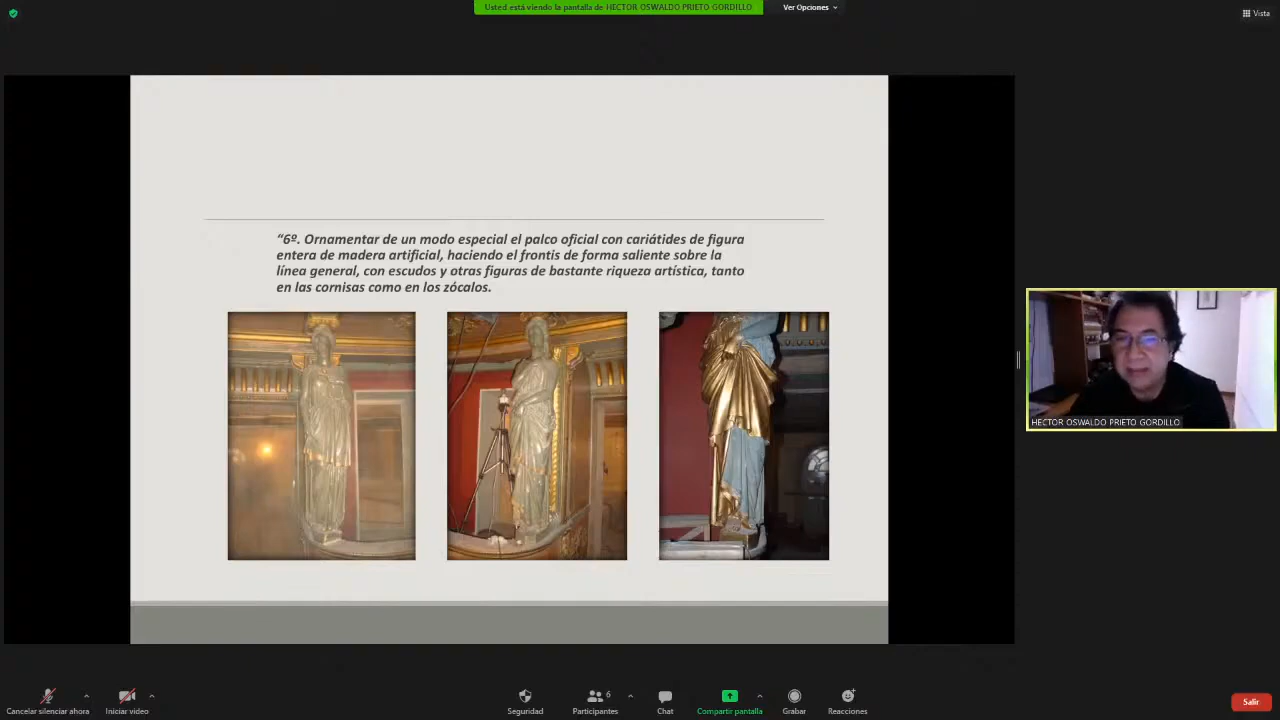 Usted está viendo la pantalla de HECTOR OSWALDO PRIETO GORDILLO
Ver Opciones
Vista
“6º. Ornamentar de un modo especial el palco oficial con cariátides de figura
entera de madera artificial, haciendo el frontis de forma saliente sobre la
línea general, con escudos y otras figuras de bastante riqueza artística, tanto
en las cornisas como en los zócalos.
HECTOR OSWALDO PRIETO GORDILLO
Cancelar silenciar ahora
Iniciar video
Seguridad
6
Participantes
Chat
Compartir pantalla
Grabar
Reacciones
Salir